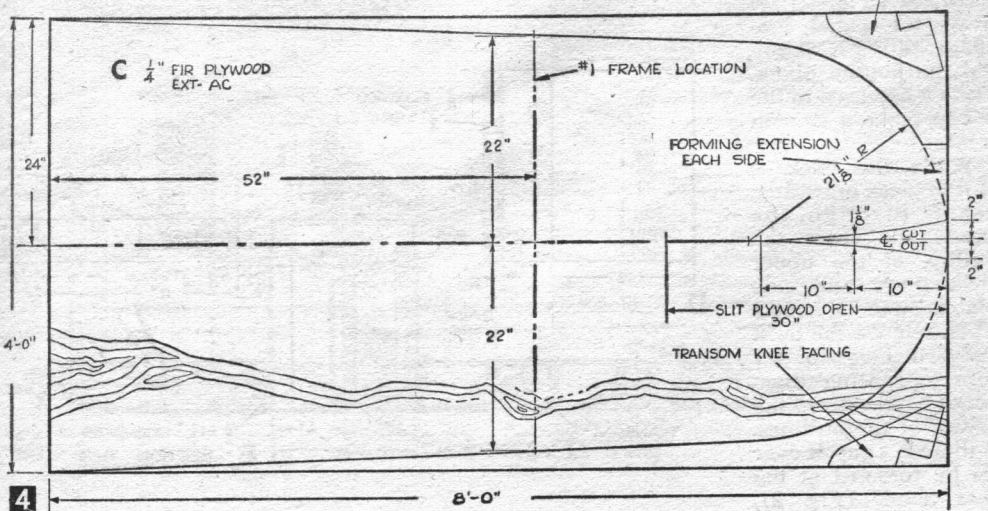 C 1/4" FIR PLYWOOD
EXT- AC
#1 FRAME LOCATION
22"
24"
FORMING EXTENSION
EACH SIDE
21 1/8" R
52"
1 1/8"
2"
℄ CUT
OUT
2"
10"
10"
SLIT PLYWOOD OPEN
30"
22"
4'-0"
TRANSOM KNEE FACING
4
8'-0"